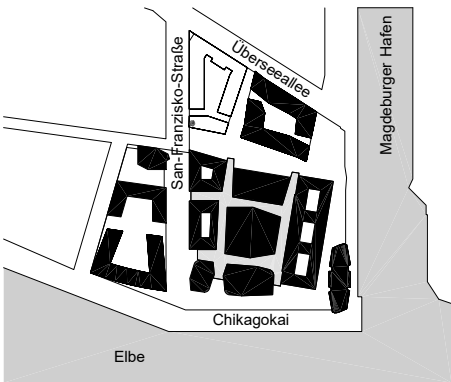 San-Franzisko-Straße
Überseeallee
Magdeburger Hafen
Chikagokai
Elbe